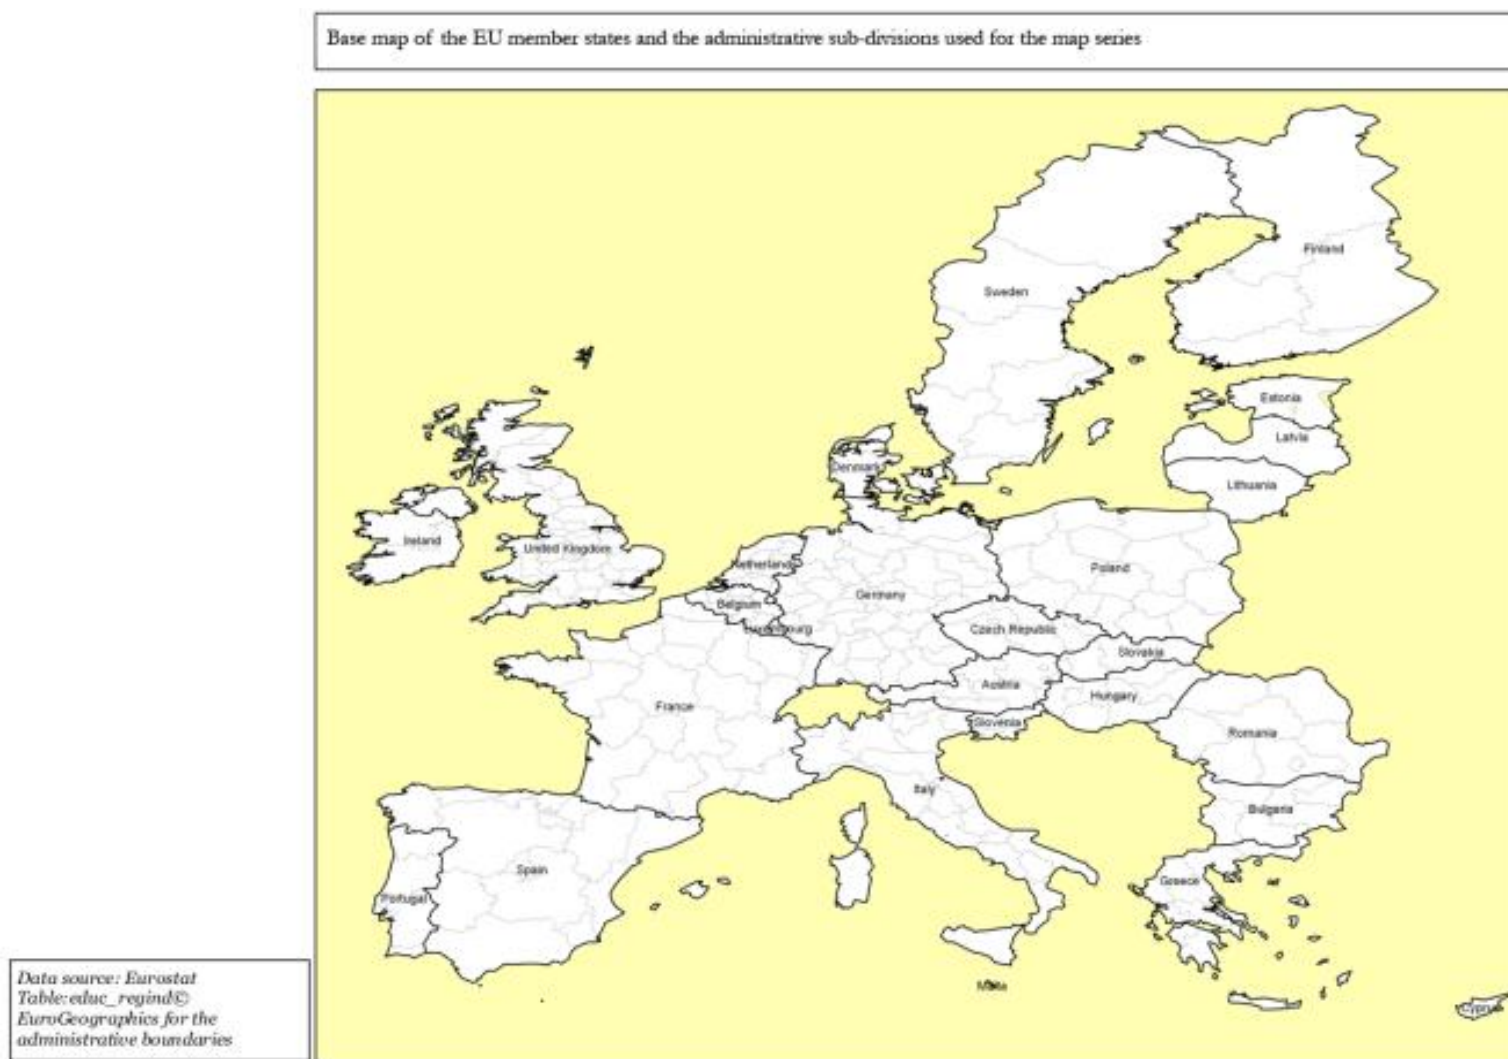 Base map of the EU member states and the administrative sub-divisions used for the map series
Finland
Sweden
Estonia
Latvia
Denmark
Lithuania
Ireland
United Kingdom
Netherlands
Poland
Germany
Belgium
Luxembourg
Czech Republic
Slovakia
Austria
Hungary
France
Slovenia
Romania
Italy
Bulgaria
Spain
Greece
Portugal
Malta
Cyprus
Data source: Eurostat
Table: educ_regind©
EuroGeographics for the
administrative boundaries